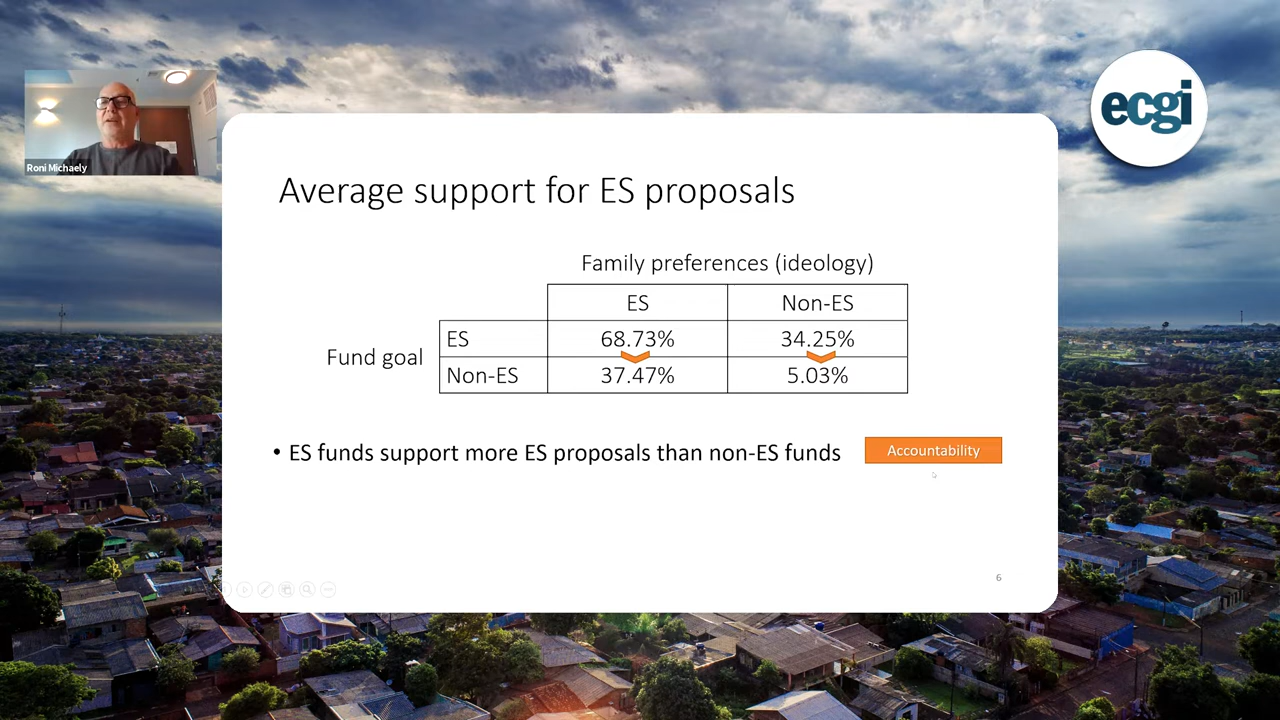 ecgi
Roni Michaely
Average support for ES proposals
Family preferences (ideology)
ES Non-ES
ES 68.73% 34.25%
Fund goal
Non-ES 37.47% 5.03%
• ES funds support more ES proposals than non-ES funds
Accountability
6